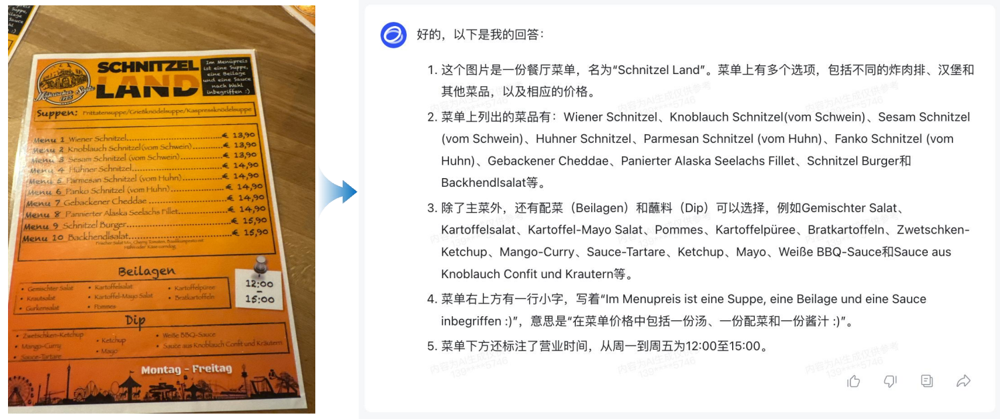 SCHNITZEL
LAND
Im Menüpreis
ist eine Suppe,
eine Beilage
und eine Sauce
nach Wahl
inbegriffen :)
1995
Suppen: Frittatensuppe/Grießknödelsuppe/Kaspressknödelsuppe
Menu 1 Wiener Schnitzel € 13,90
Menu 2 Knoblauch Schnitzel(vom Schwein) € 13,90
Menu 3 Sesam Schnitzel (vom Schwein) € 13,90
Menu 4 Hühner Schnitzel € 14,90
Menu 5 Parmesan Schnitzel (vom Huhn) € 14,90
Menu 6 Panko Schnitzel (vom Huhn) € 14,90
Menu 7 Gebackener Cheddae € 14,90
Menu 8 Pannierter Alaska Seelachs Fillet € 14,90
Menu 9 Schnitzel Burger € 15,90
Menu 10 Backhendlsalat € 15,90
Beilagen
• Gemischter Salat
• Krautsalat
• Gurkensalat
• Kartoffelsalat
• Kartoffel-Mayo Salat
• Pommes
• Kartoffelpüree
• Bratkartoffeln
12:00
–
15:00
Dip
• Zwetschken-Ketchup
• Mango-Curry
• Sauce-Tartare
• Ketchup
• Mayo
• Weiße BBQ-Sauce
• Sauce aus Knoblauch Confit und Kräutern
Montag - Freitag
好的，以下是我的回答：
1. 这个图片是一份餐厅菜单，名为“Schnitzel Land”。菜单上有多个选项，包括不同的炸肉排、汉堡和
其他菜品，以及相应的价格。
2. 菜单上列出的菜品有：Wiener Schnitzel、Knoblauch Schnitzel(vom Schwein)、Sesam Schnitzel
(vom Schwein)、Huhner Schnitzel、Parmesan Schnitzel (vom Huhn)、Fanko Schnitzel (vom
Huhn)、Gebackener Cheddae、Panierter Alaska Seelachs Fillet、Schnitzel Burger和
Backhendlsalat等。
3. 除了主菜外，还有配菜（Beilagen）和蘸料（Dip）可以选择，例如Gemischter Salat、
Kartoffelsalat、Kartoffel-Mayo Salat、Pommes、Kartoffelpüree、Bratkartoffeln、Zwetschken-
Ketchup、Mango-Curry、Sauce-Tartare、Ketchup、Mayo、Weiße BBQ-Sauce和Sauce aus
Knoblauch Confit und Krautern等。
4. 菜单右上方有一行小字，写着“Im Menupreis ist eine Suppe, eine Beilage und eine Sauce
inbegriffen :)”，意思是“在菜单价格中包括一份汤、一份配菜和一份酱汁 :)”。
5. 菜单下方还标注了营业时间，从周一到周五为12:00至15:00。
内容为AI生成仅供参考
139****5746